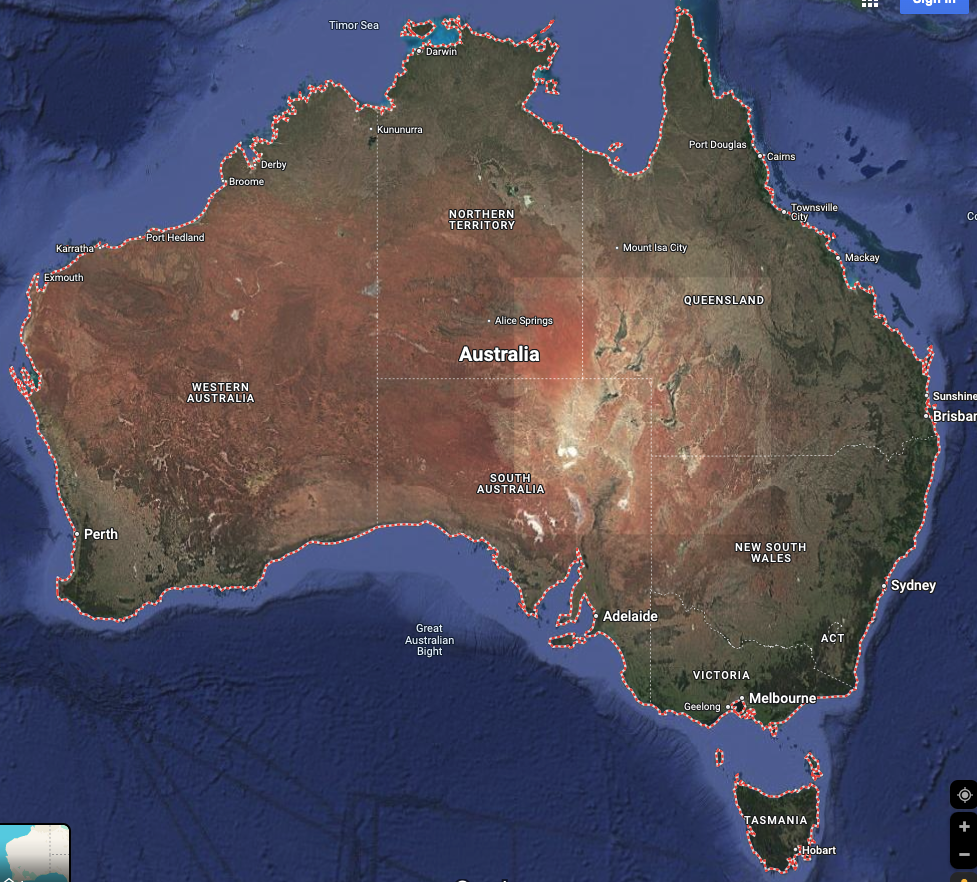 Sign in
Timor Sea
Darwin
Kununurra
Port Douglas
Cairns
Derby
Broome
Townsville
City
NORTHERN
TERRITORY
Port Hedland
Karratha
Mount Isa City
Mackay
Exmouth
QUEENSLAND
Alice Springs
Australia
WESTERN
AUSTRALIA
Sunshine
Brisbar
SOUTH
AUSTRALIA
Perth
NEW SOUTH
WALES
Sydney
Adelaide
Great
Australian
Bight
ACT
VICTORIA
Melbourne
Geelong
TASMANIA
Hobart